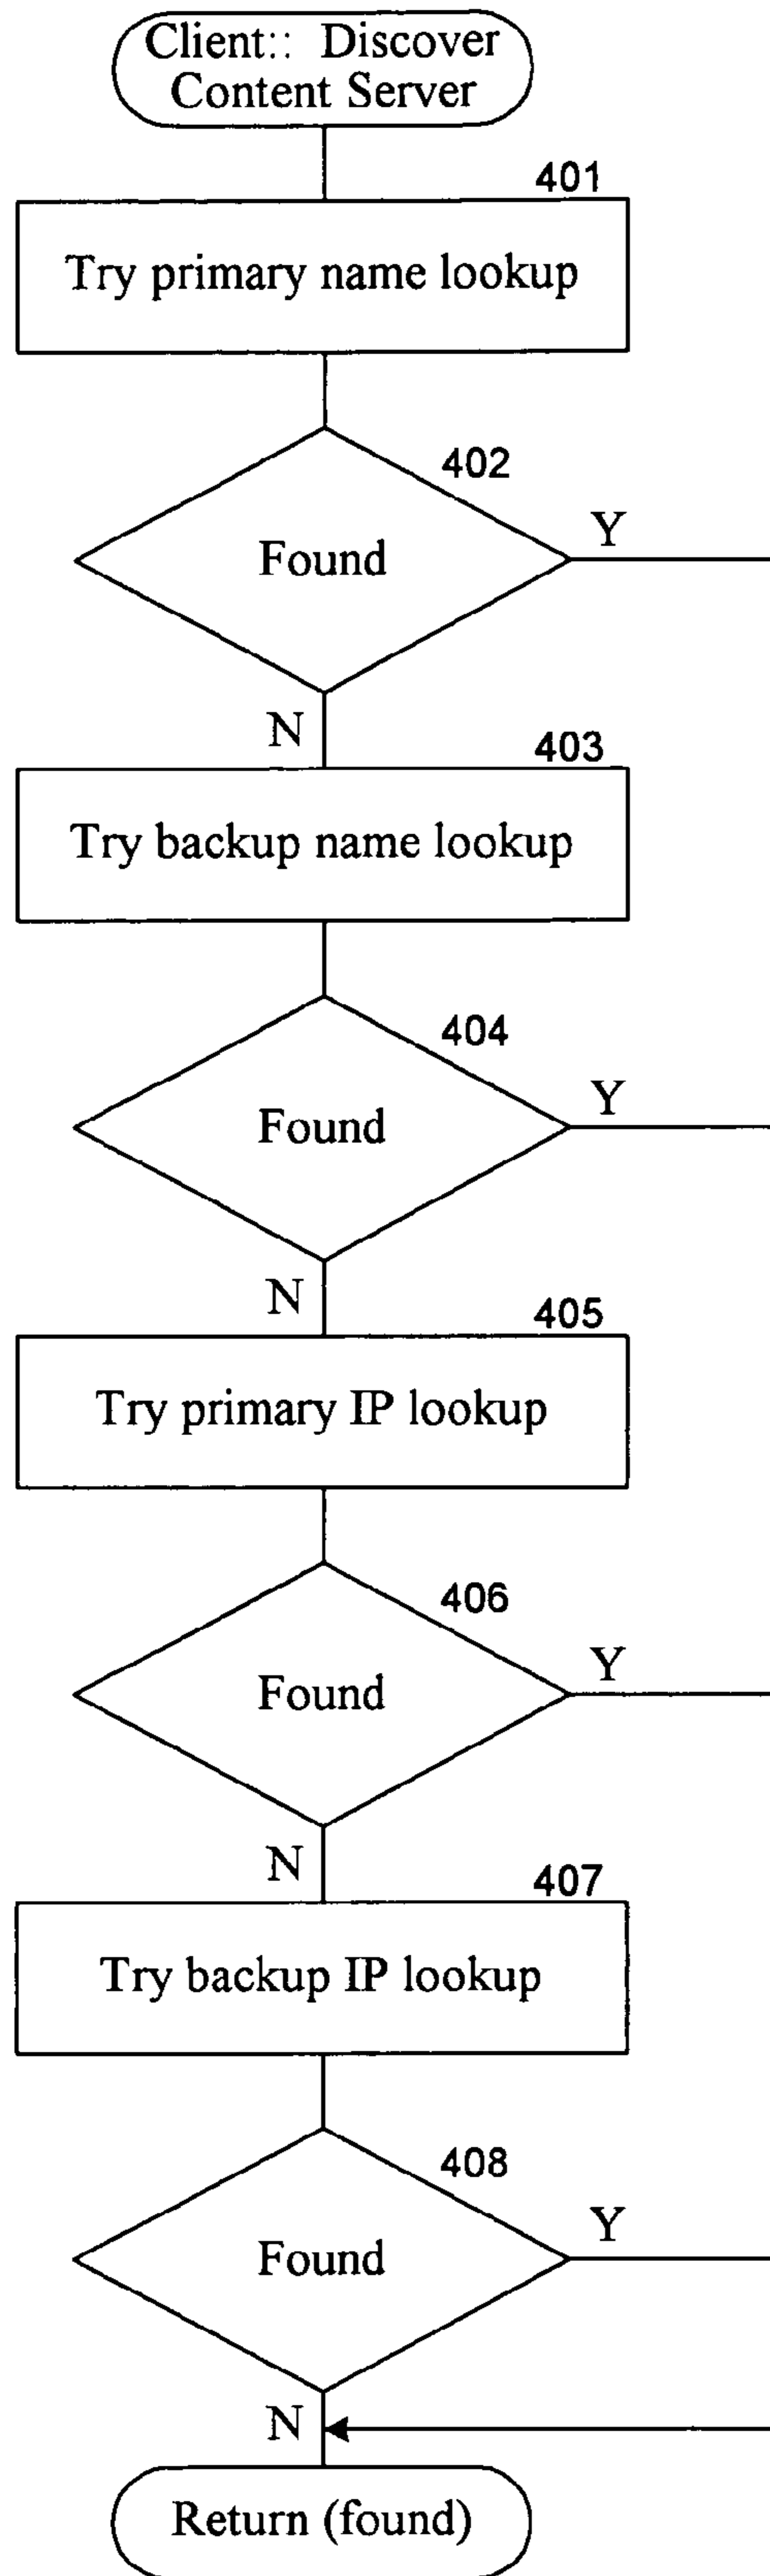 Client:: Discover
Content Server
401
Try primary name lookup
402
Found
Y
N
403
Try backup name lookup
404
Found
Y
N
405
Try primary IP lookup
406
Found
Y
N
407
Try backup IP lookup
408
Found
Y
N
Return (found)